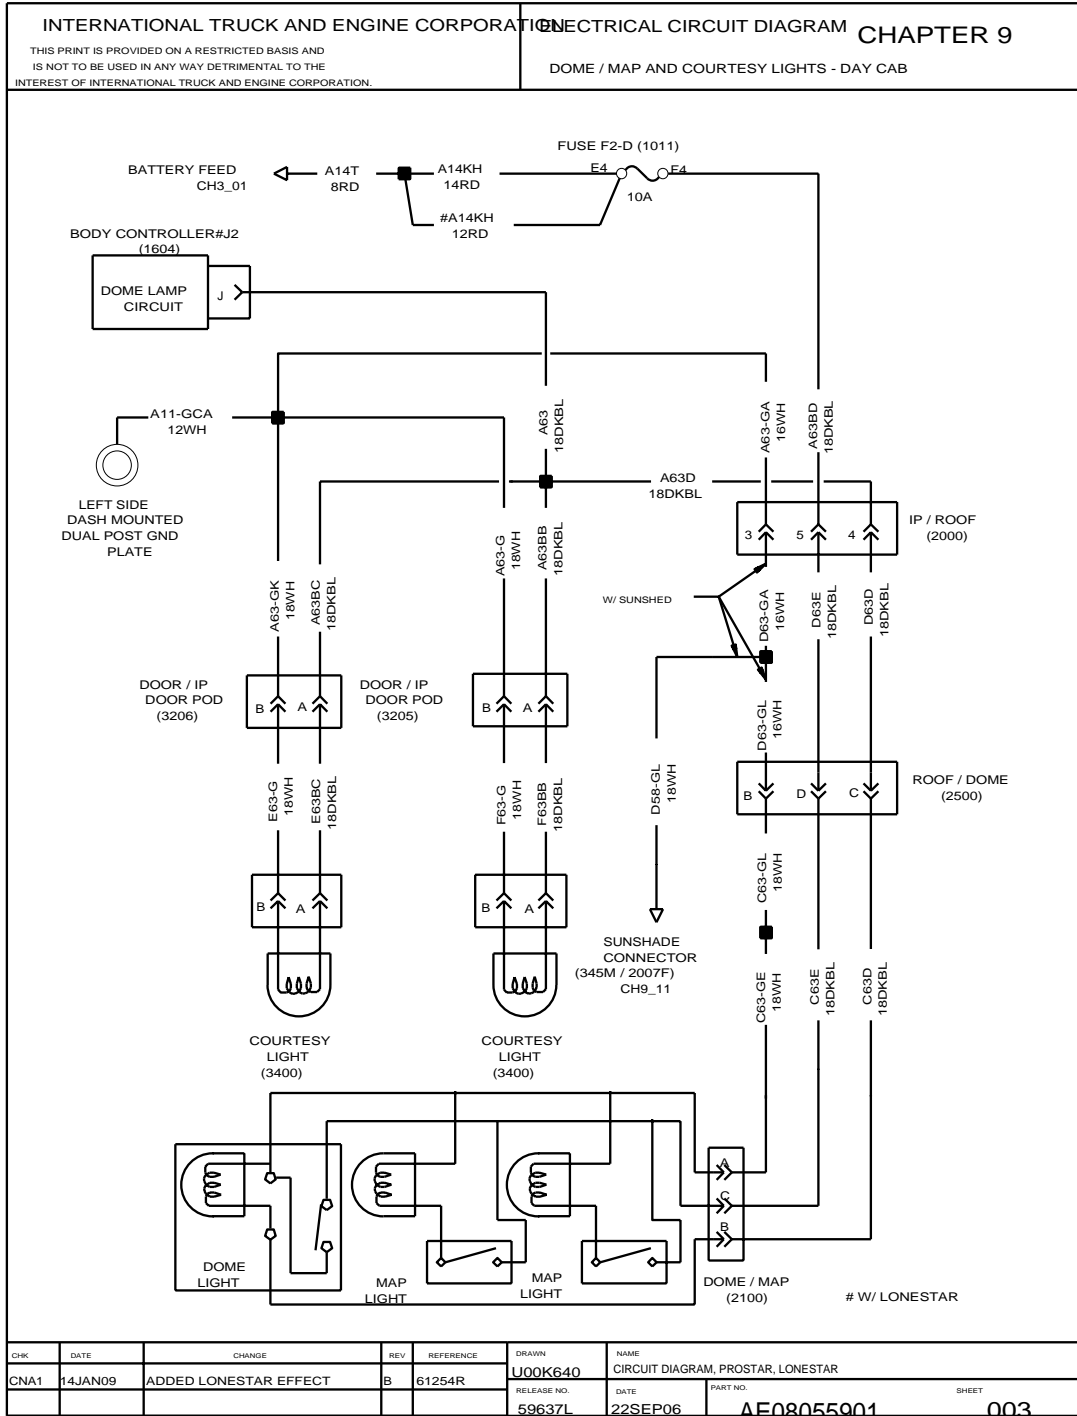 INTERNATIONAL TRUCK AND ENGINE CORPORATION
THIS PRINT IS PROVIDED ON A RESTRICTED BASIS AND
IS NOT TO BE USED IN ANY WAY DETRIMENTAL TO THE
INTEREST OF INTERNATIONAL TRUCK AND ENGINE CORPORATION.
ELECTRICAL CIRCUIT DIAGRAM
CHAPTER 9
DOME / MAP AND COURTESY LIGHTS - DAY CAB
FUSE F2-D (1011)
E4
F4
10A
BATTERY FEED
CH3_01
A14T
8RD
A14KH
14RD
#A14KH
12RD
BODY CONTROLLER#J2
(1604)
DOME LAMP
CIRCUIT
J
A11-GCA
12WH
LEFT SIDE
DASH MOUNTED
DUAL POST GND
PLATE
A63
18DKBL
A63-GA
16WH
A63BD
18DKBL
A63D
18DKBL
IP / ROOF
(2000)
3
5
4
A63-GK
18WH
A63BC
18DKBL
A63-G
18WH
A63BB
18DKBL
W/ SUNSHED
D63-GA
16WH
D63E
18DKBL
D63D
18DKBL
DOOR / IP
DOOR POD
(3206)
B
A
DOOR / IP
DOOR POD
(3205)
B
A
D63-GL
16WH
D58-GL
18WH
ROOF / DOME
(2500)
B
D
C
E63-G
18WH
E63BC
18DKBL
F63-G
18WH
F63BB
18DKBL
C63-GL
18WH
B
A
B
A
SUNSHADE
CONNECTOR
(345M / 2007F)
CH9_11
C63-GE
18WH
C63E
18DKBL
C63D
18DKBL
COURTESY
LIGHT
(3400)
COURTESY
LIGHT
(3400)
A
C
B
DOME
LIGHT
MAP
LIGHT
MAP
LIGHT
DOME / MAP
(2100)
# W/ LONESTAR
CHK
DATE
CHANGE
REV
REFERENCE
CNA1
14JAN09
ADDED LONESTAR EFFECT
B
61254R
DRAWN
U00K640
NAME
CIRCUIT DIAGRAM, PROSTAR, LONESTAR
RELEASE NO.
59637L
DATE
22SEP06
PART NO.
AE08055901
SHEET
003